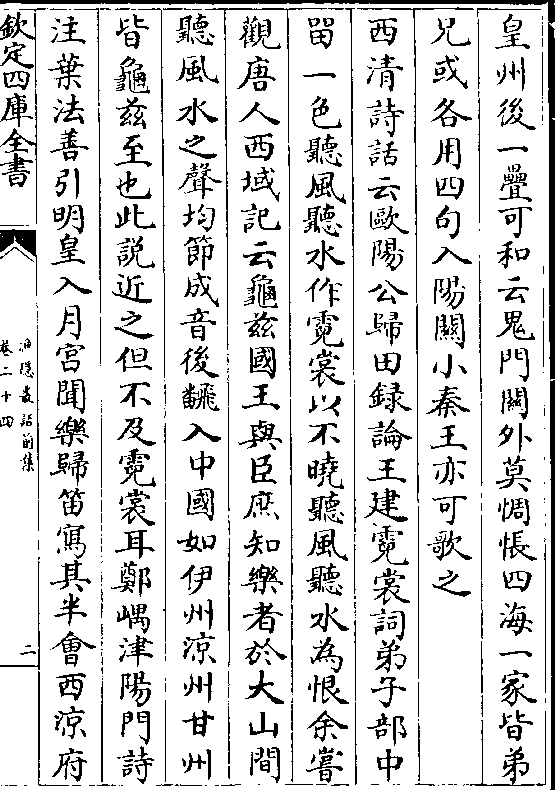 皇州後一疊可和云鬼門關外莫惆悵四海一家皆弟
兄或各用四句入陽關小秦王亦可歌之
西清詩話云歐陽公歸田録論王建霓裳詞弟子部中
留一色聽風聽水作霓裳以不曉聽風聽水為恨余嘗
觀唐人西域記云龜兹國王與臣庶知樂者於大山間
聽風水之聲均節成音後飜入中國如伊州涼州甘州
皆龜兹至也此説近之但不及霓裳耳鄭嵎津陽門詩
注葉法善引明皇入月宫聞樂歸笛寫其半會西涼府
欽定四庫全書
漁隱叢話前集
卷二十四
二